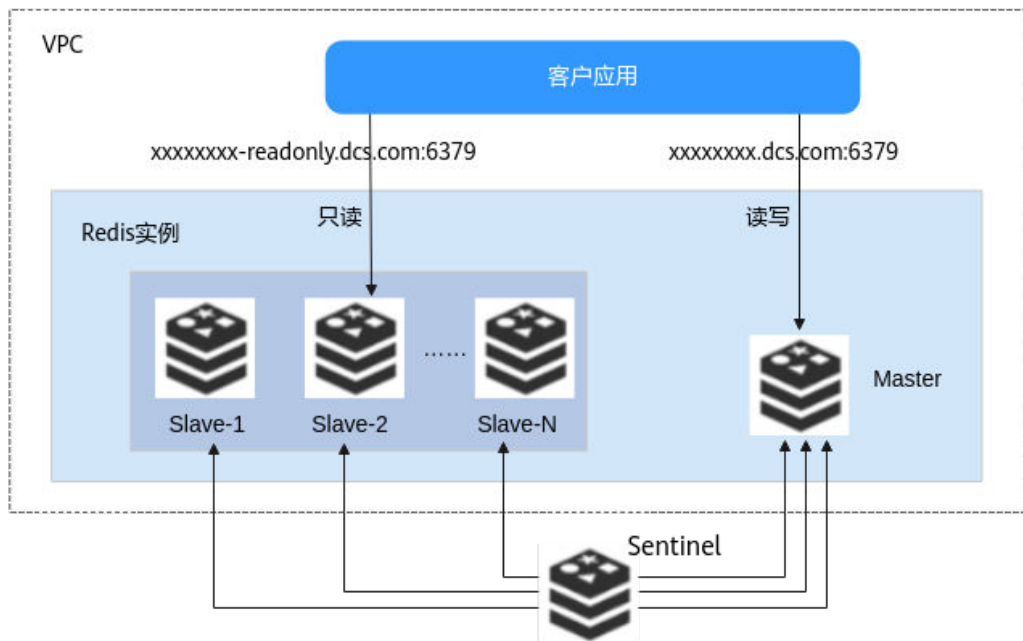 VPC
客户应用
xxxxxxxx-readonly.dcs.com:6379
xxxxxxxx.dcs.com:6379
只读
读写
Redis实例
……
Master
Slave-1
Slave-2
Slave-N
Sentinel